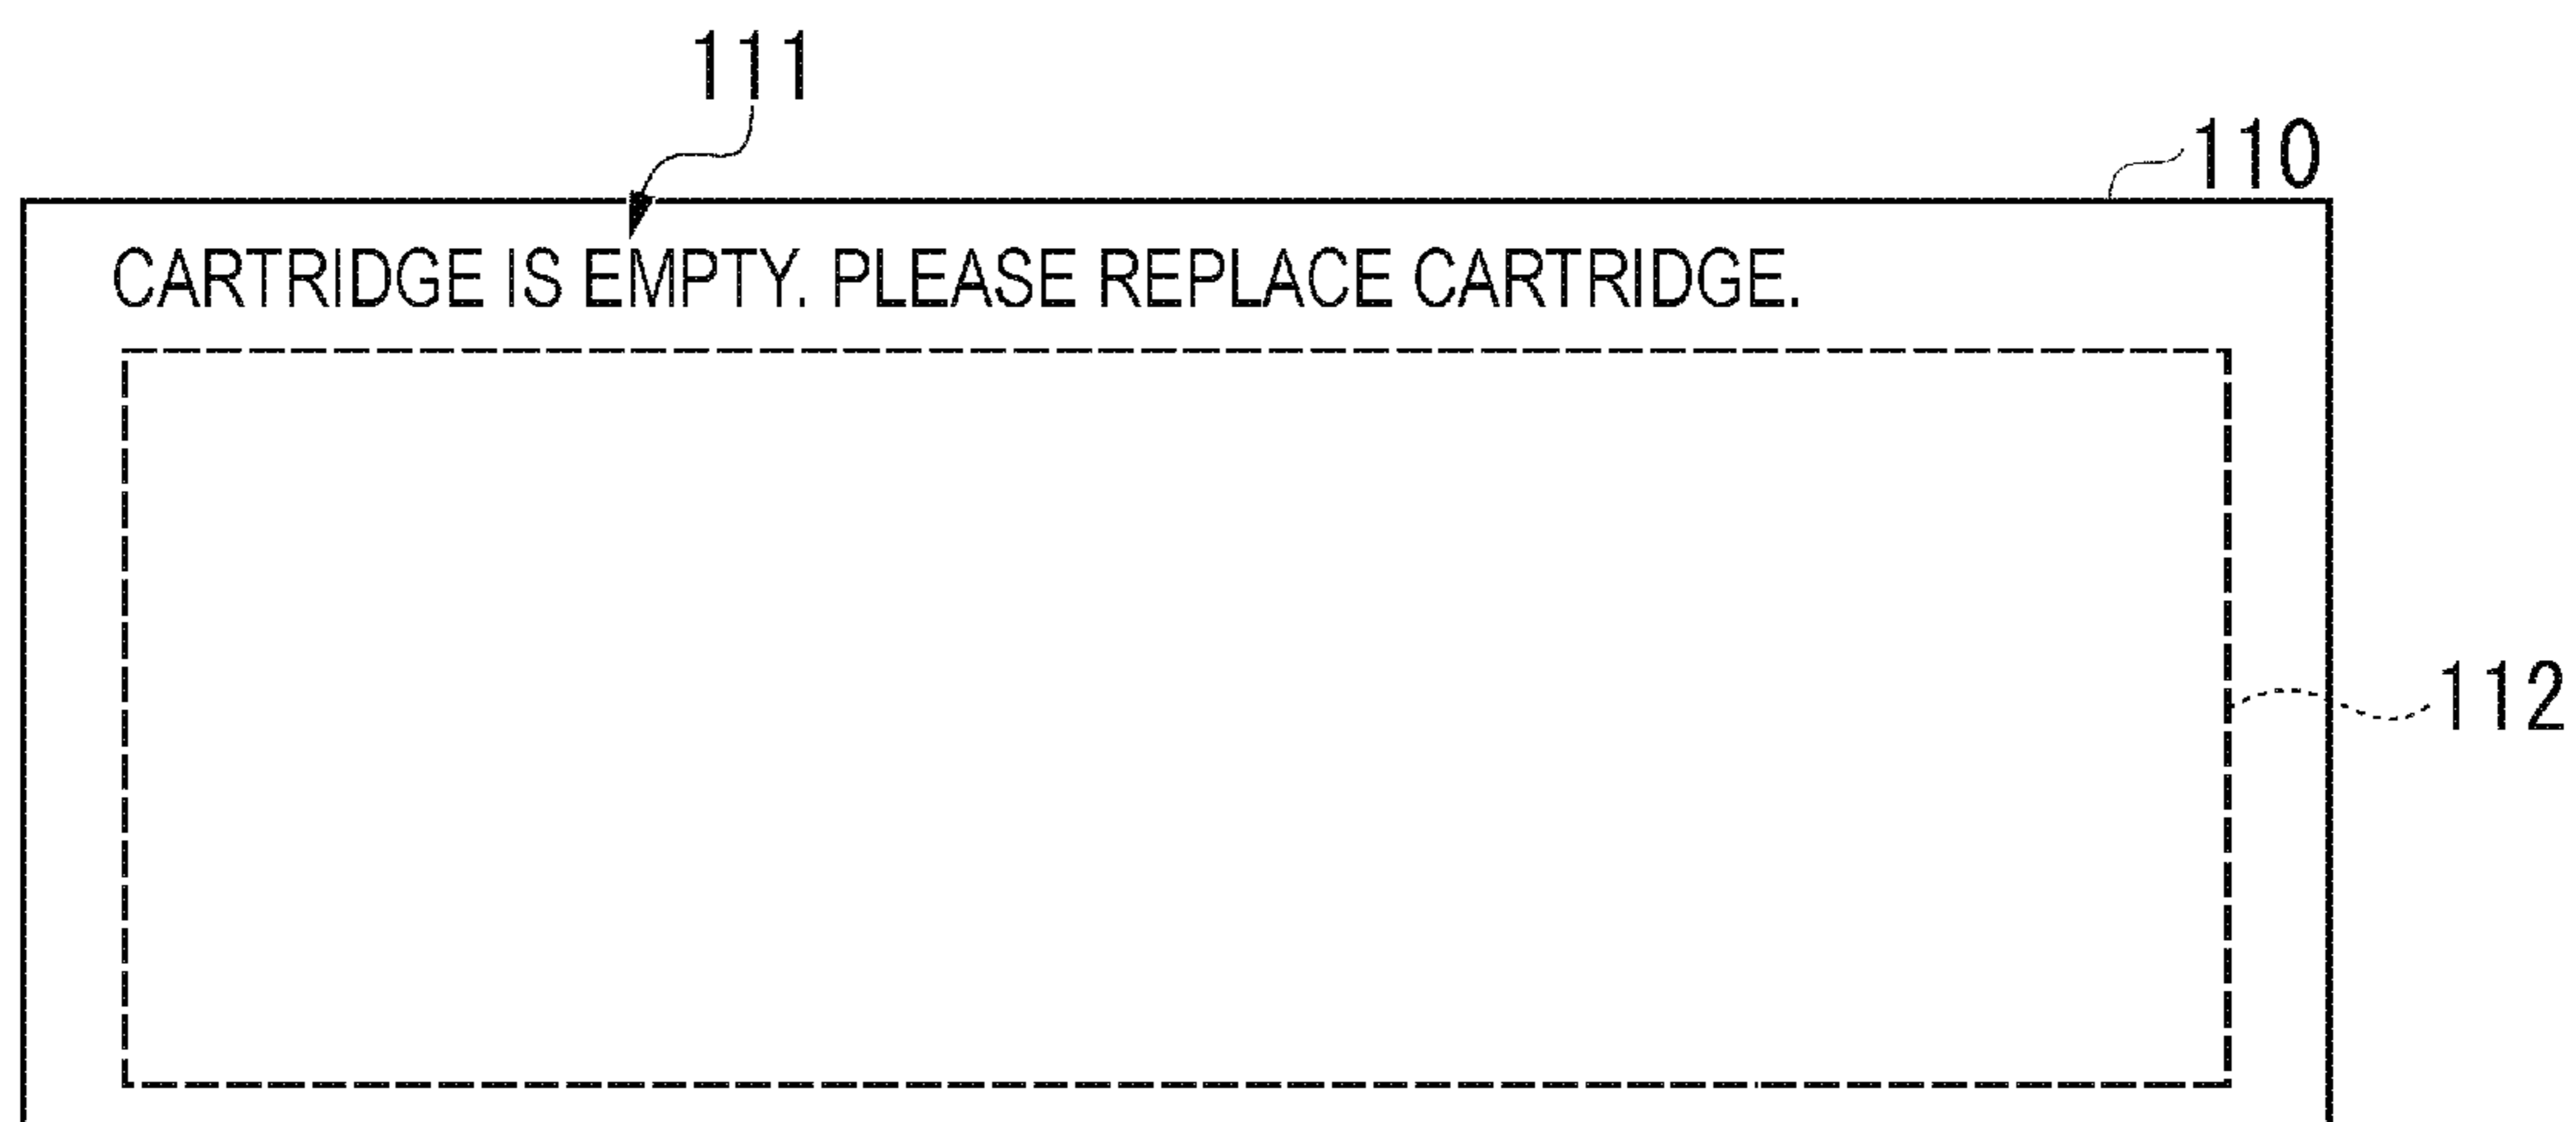 111
110
CARTRIDGE IS EMPTY. PLEASE REPLACE CARTRIDGE.
112